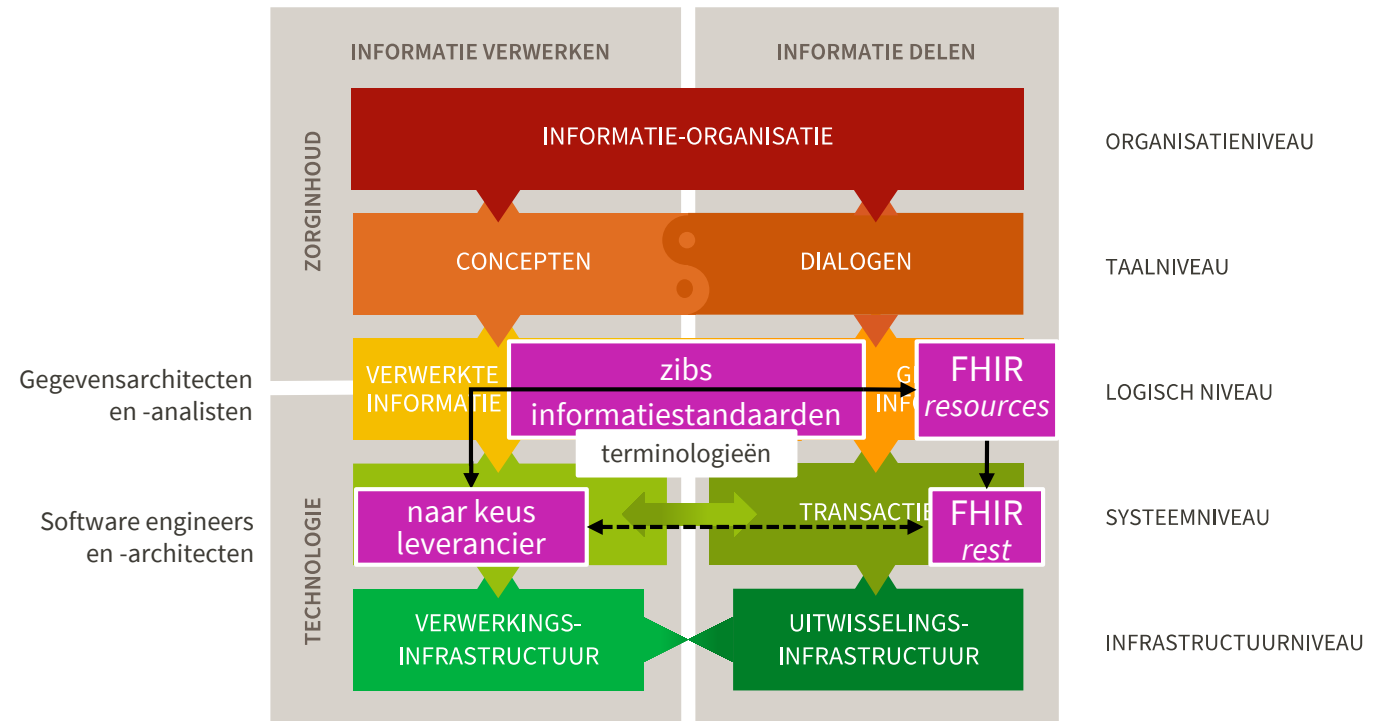 INFORMATIE VERWERKEN
INFORMATIE DELEN
ZORGINHOUD
INFORMATIE-ORGANISATIE
ORGANISATIENIVEAU
CONCEPTEN
DIALOGEN
TAALNIVEAU
Gegevensarchitecten
en -analisten
VERWERKTE
INFORMATIE
zibs
informatiestandaarden
FHIR
resources
LOGISCH NIVEAU
terminologieën
TECHNOLOGIE
Software engineers
en -architecten
naar keus
leverancier
TRANSACTIE
FHIR
rest
SYSTEEMNIVEAU
VERWERKINGS-
INFRASTRUCTUUR
UITWISSELINGS-
INFRASTRUCTUUR
INFRASTRUCTUURNIVEAU